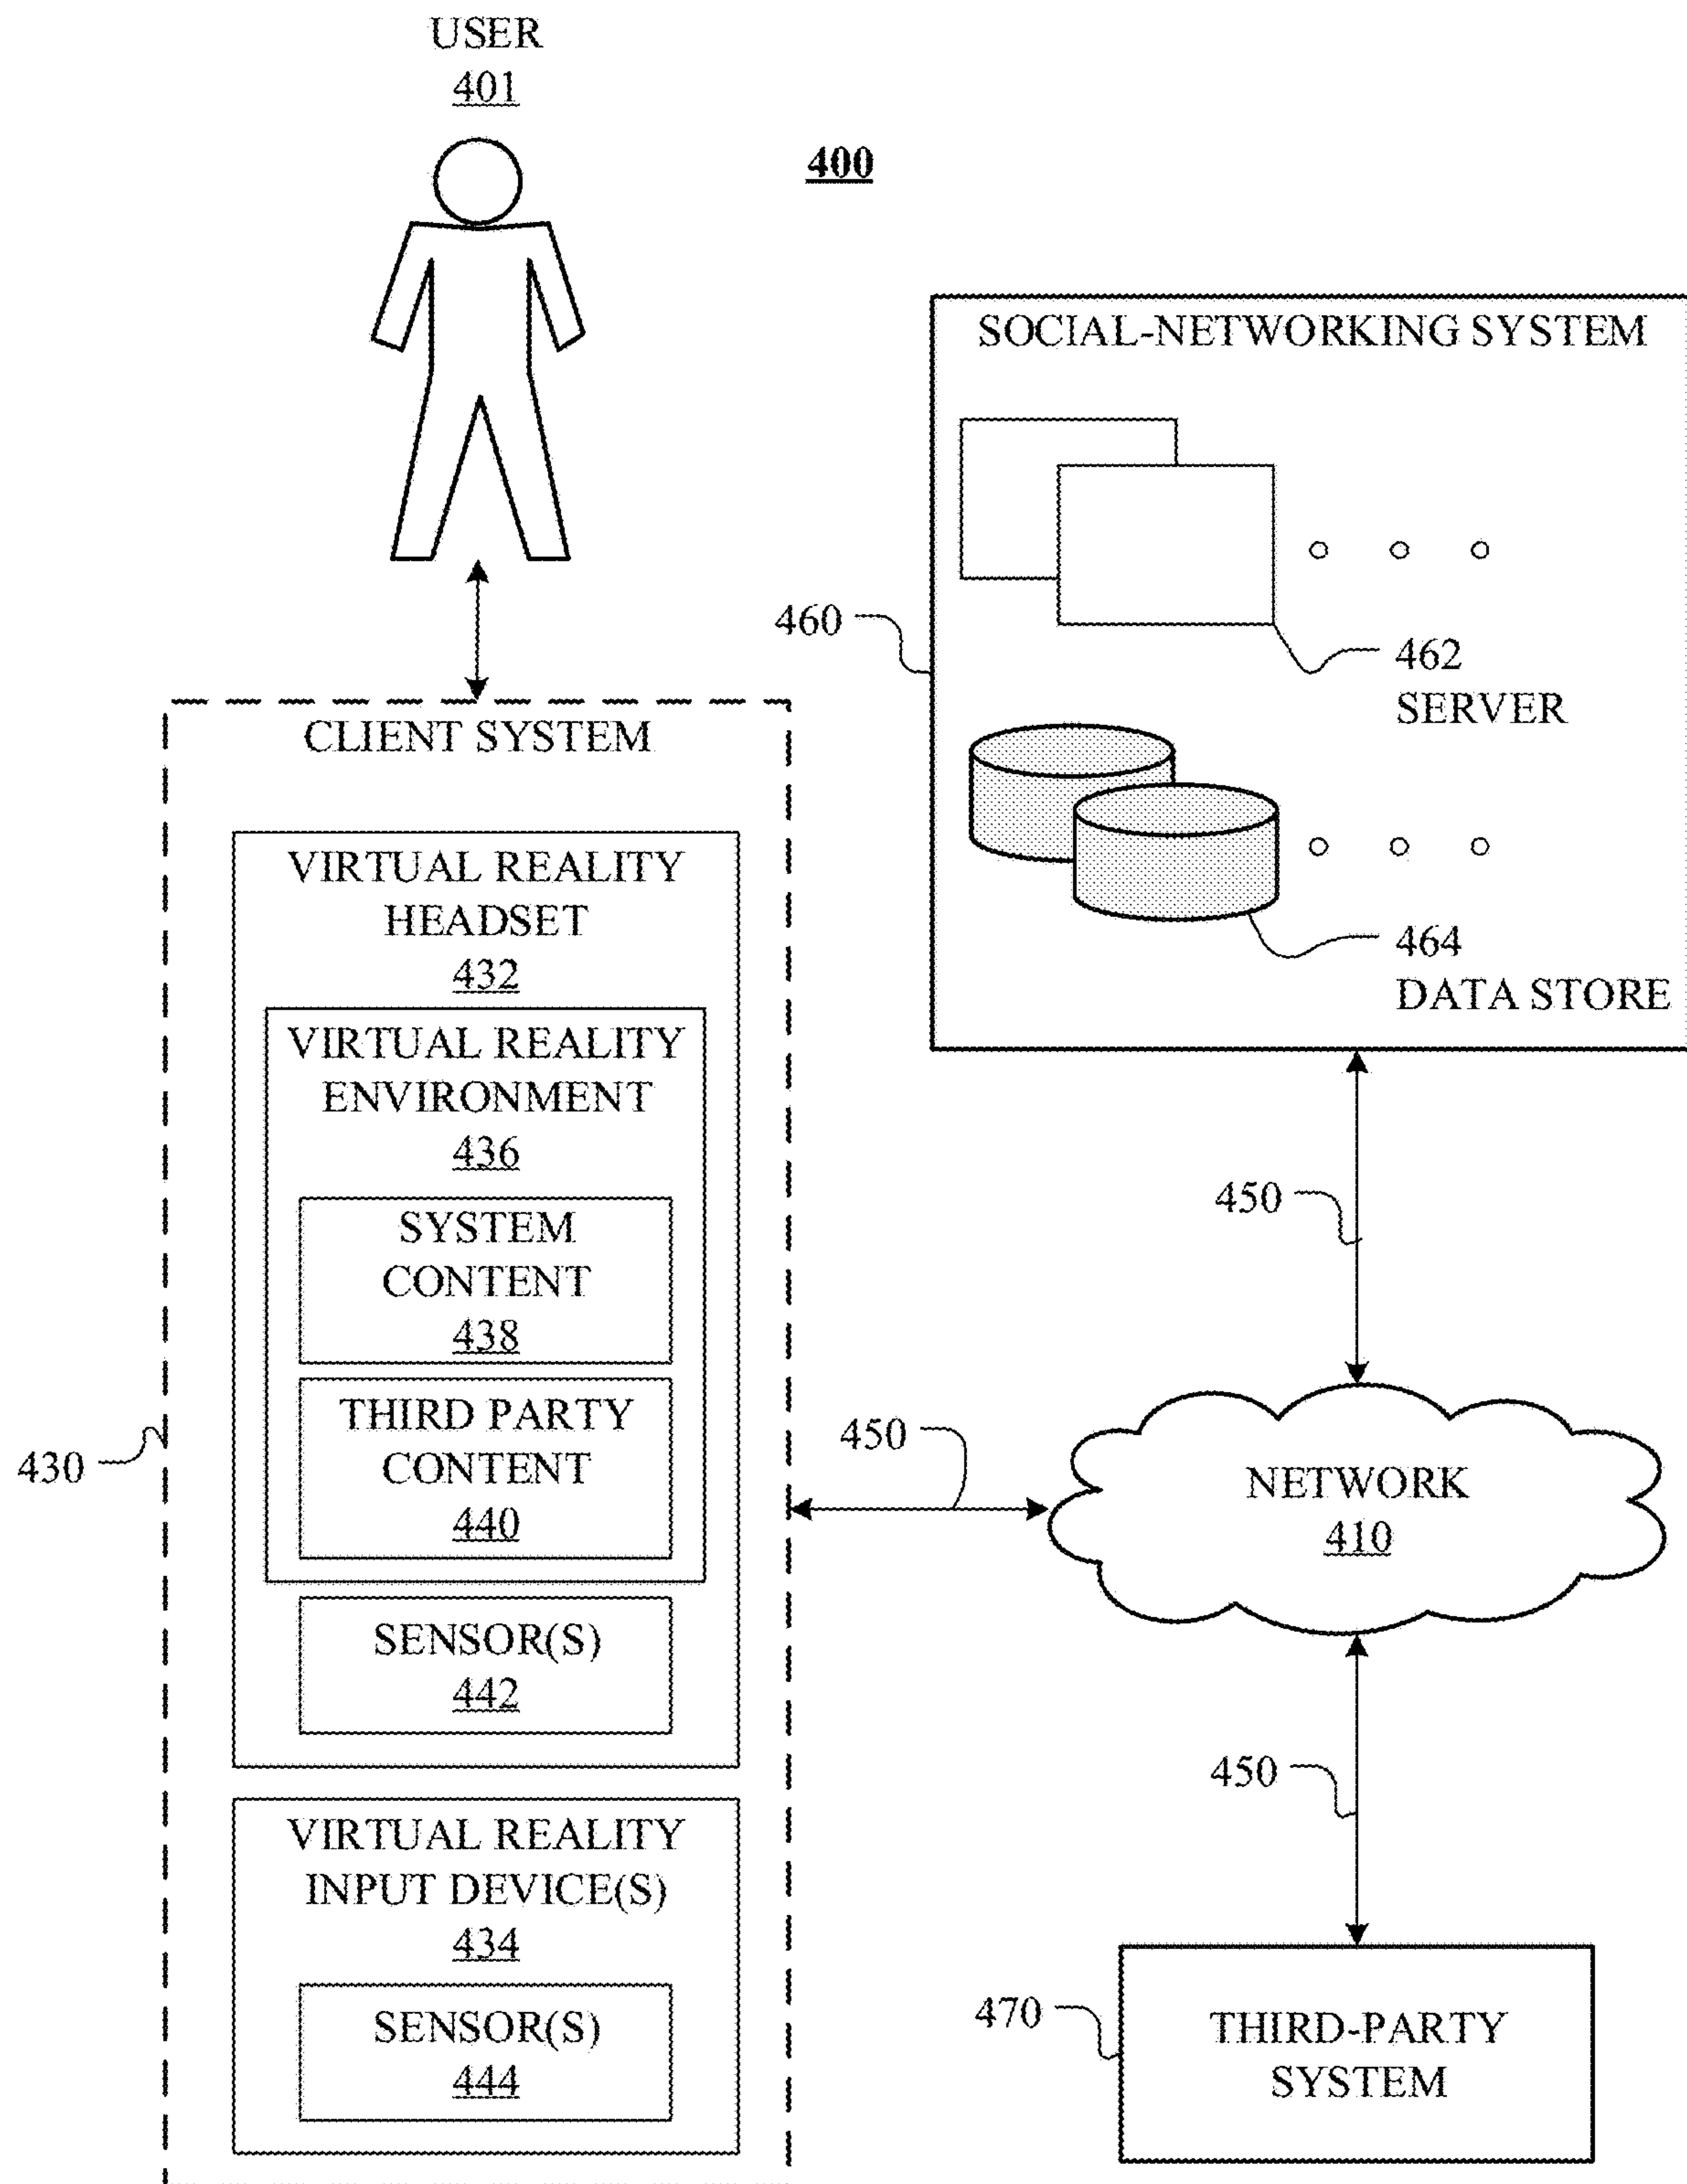 USER
401
400
SOCIAL-NETWORKING SYSTEM
460
462
SERVER
464
DATA STORE
CLIENT SYSTEM
VIRTUAL REALITY
HEADSET
432
VIRTUAL REALITY
ENVIRONMENT
436
SYSTEM
CONTENT
438
THIRD PARTY
CONTENT
440
SENSOR(S)
442
430
VIRTUAL REALITY
INPUT DEVICE(S)
434
SENSOR(S)
444
450
450
NETWORK
410
450
470
THIRD-PARTY
SYSTEM